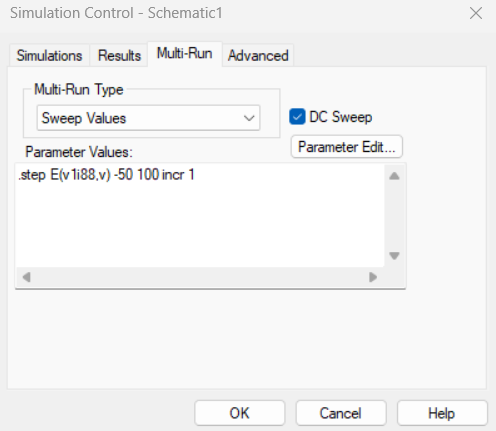 Simulation Control - Schematic1
Simulations Results Multi-Run Advanced
Multi-Run Type
Sweep Values
DC Sweep
Parameter Edit...
Parameter Values:
.step E(v1i88,v) -50 100 incr 1
OK Cancel Help